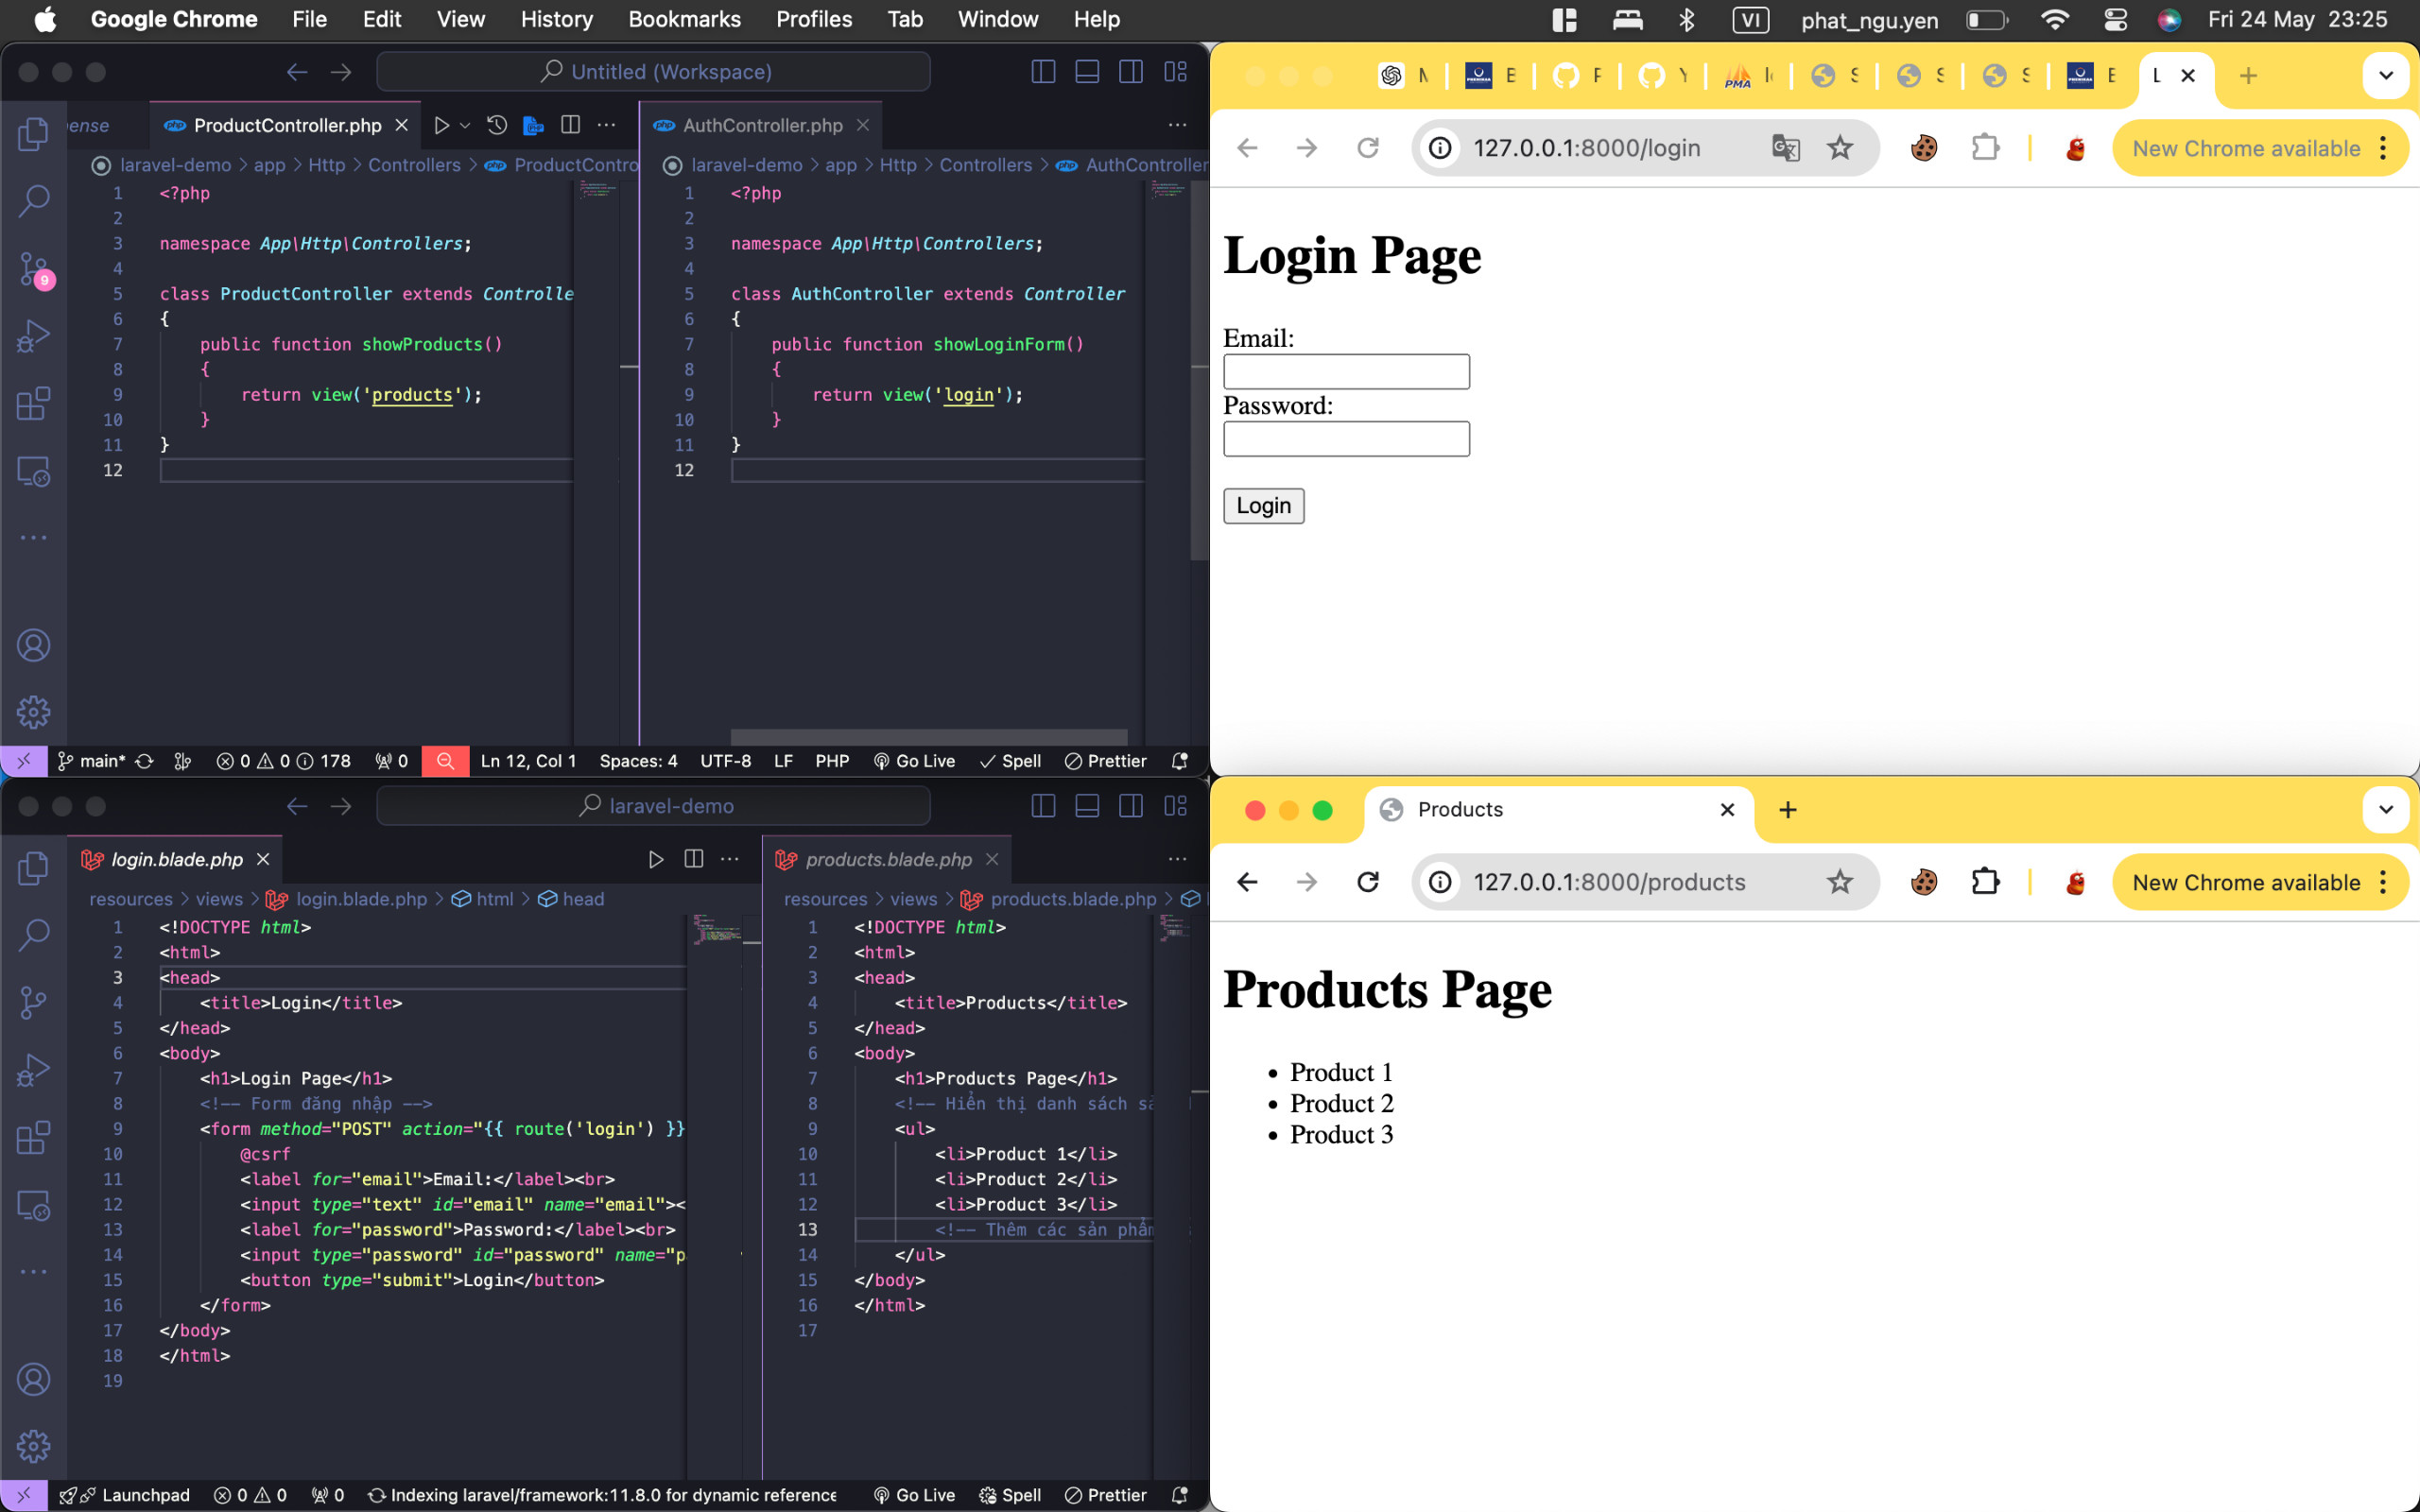 Google Chrome File Edit View History Bookmarks Profiles Tab Window Help VI phat_ngu.yen Fri 24 May 23:25
Untitled (Workspace)
ense ProductController.php
laravel-demo > app > Http > Controllers > ProductContro
1 <?php
2
3 namespace App\Http\Controllers;
4
5 class ProductController extends Controlle
6 {
7 public function showProducts()
8 {
9 return view('products');
10 }
11 }
12
AuthController.php
laravel-demo > app > Http > Controllers > AuthController
1 <?php
2
3 namespace App\Http\Controllers;
4
5 class AuthController extends Controller
6 {
7 public function showLoginForm()
8 {
9 return view('login');
10 }
11 }
12
9
main* 0 0 178 0 Ln 12, Col 1 Spaces: 4 UTF-8 LF PHP Go Live Spell Prettier
PMA L
127.0.0.1:8000/login New Chrome available
Login Page
Email:
Password:
Login
laravel-demo
login.blade.php
resources > views > login.blade.php > html > head
1 <!DOCTYPE html>
2 <html>
3 <head>
4 <title>Login</title>
5 </head>
6 <body>
7 <h1>Login Page</h1>
8 <!-- Form đăng nhập -->
9 <form method="POST" action="{{ route('login') }}
10 @csrf
11 <label for="email">Email:</label><br>
12 <input type="text" id="email" name="email"><
13 <label for="password">Password:</label><br>
14 <input type="password" id="password" name="pa
15 <button type="submit">Login</button>
16 </form>
17 </body>
18 </html>
19
products.blade.php
resources > views > products.blade.php >
1 <!DOCTYPE html>
2 <html>
3 <head>
4 <title>Products</title>
5 </head>
6 <body>
7 <h1>Products Page</h1>
8 <!-- Hiển thị danh sách sả
9 <ul>
10 <li>Product 1</li>
11 <li>Product 2</li>
12 <li>Product 3</li>
13 <!-- Thêm các sản phẩm
14 </ul>
15 </body>
16 </html>
17
Launchpad 0 0 0 Indexing laravel/framework:11.8.0 for dynamic reference Go Live Spell Prettier
Products
127.0.0.1:8000/products New Chrome available
Products Page
• Product 1
• Product 2
• Product 3